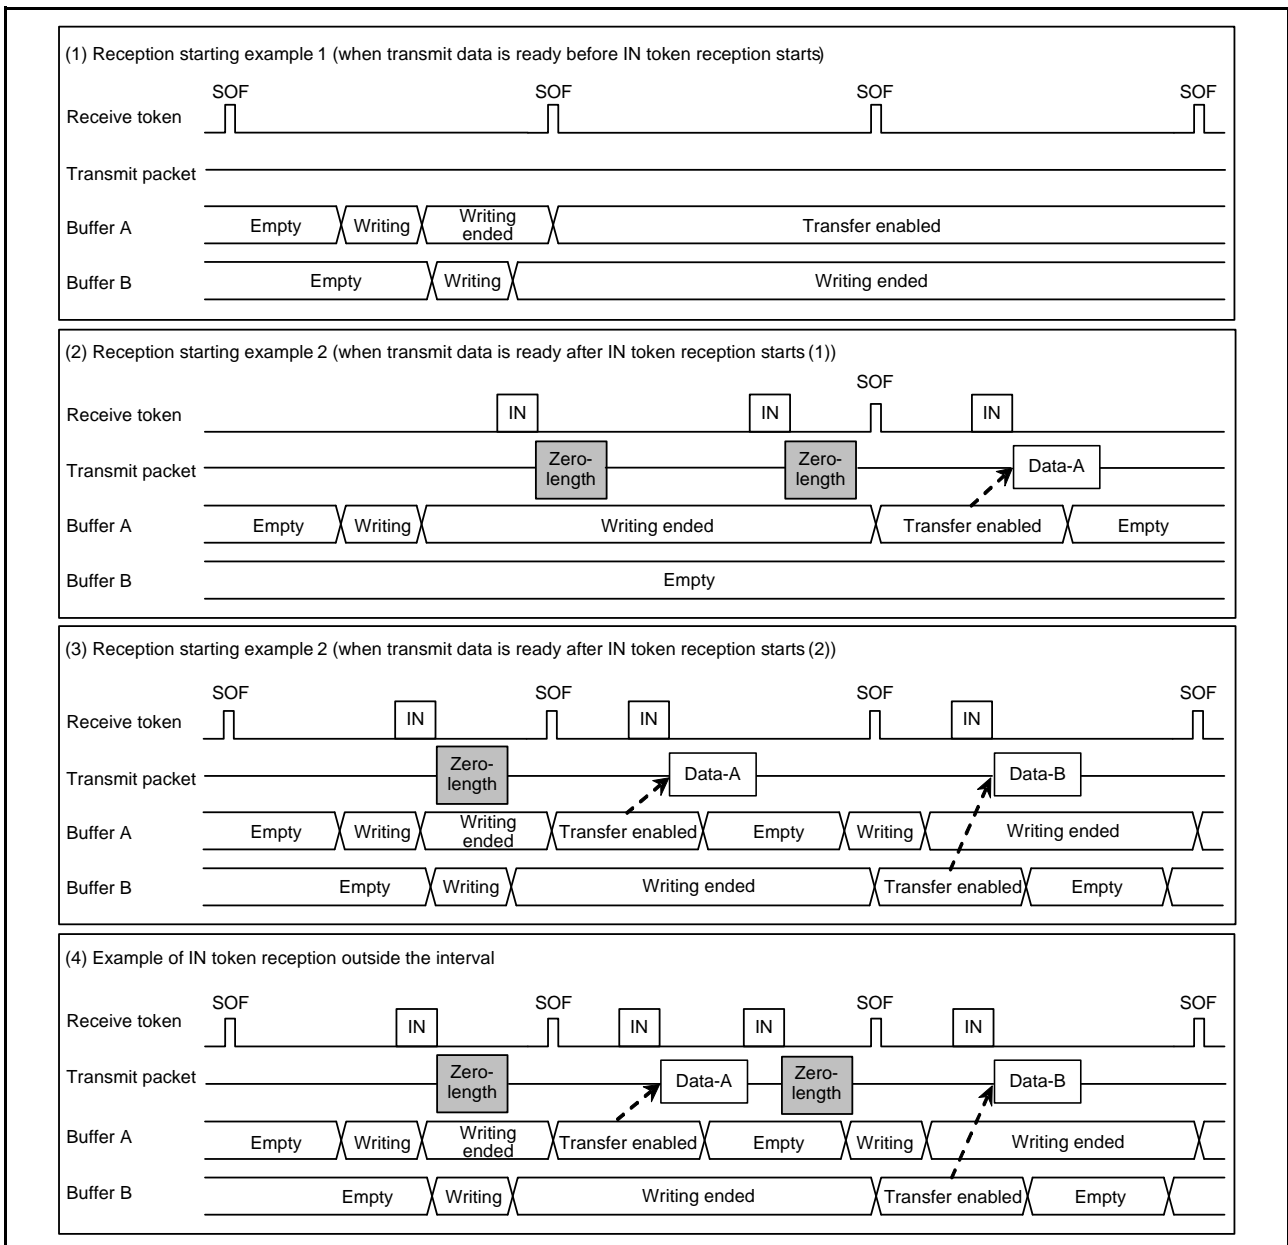 (1) Reception starting example 1 (when transmit data is ready before IN token reception starts)
SOF SOF SOF SOF
Receive token
Transmit packet
Buffer A Empty Writing Writing ended Transfer enabled
Buffer B Empty Writing Writing ended
(2) Reception starting example 2 (when transmit data is ready after IN token reception starts (1))
SOF
Receive token IN IN IN
Transmit packet Zero-length Zero-length Data-A
Buffer A Empty Writing Writing ended Transfer enabled Empty
Buffer B Empty
(3) Reception starting example 2 (when transmit data is ready after IN token reception starts (2))
SOF SOF SOF SOF
Receive token IN IN IN
Transmit packet Zero-length Data-A Data-B
Buffer A Empty Writing Writing ended Transfer enabled Empty Writing Writing ended
Buffer B Empty Writing Writing ended Transfer enabled Empty
(4) Example of IN token reception outside the interval
SOF SOF SOF SOF
Receive token IN IN IN IN
Transmit packet Zero-length Data-A Zero-length Data-B
Buffer A Empty Writing Writing ended Transfer enabled Empty Writing Writing ended
Buffer B Empty Writing Writing ended Transfer enabled Empty